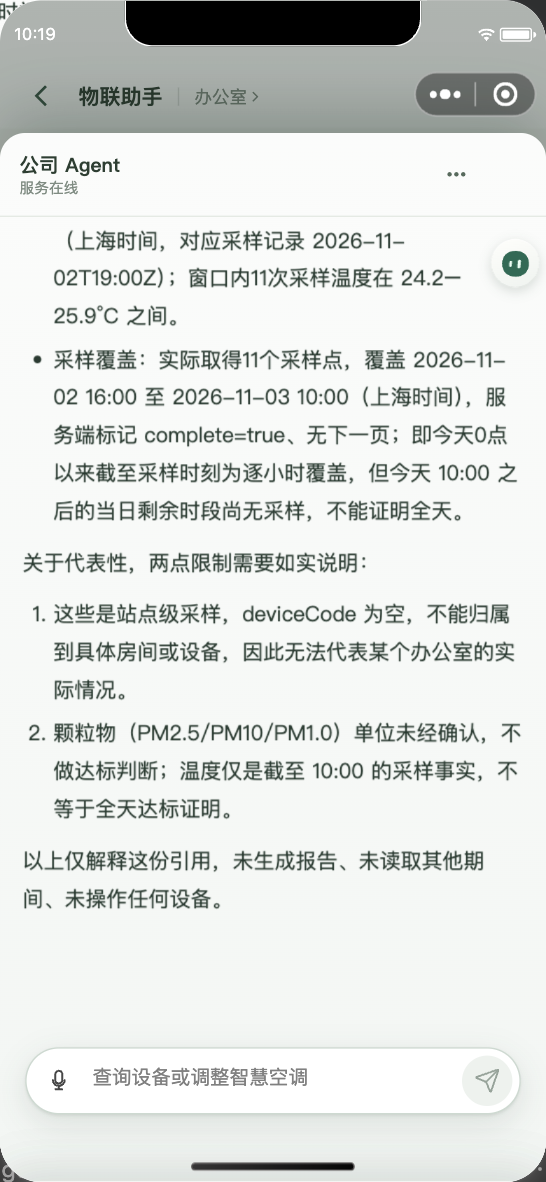 10:19
物联助手
办公室 >
公司 Agent
服务在线
（上海时间，对应采样记录 2026-11-
02T19:00Z）；窗口内11次采样温度在 24.2—
25.9°C 之间。
• 采样覆盖：实际取得11个采样点，覆盖 2026-11-
02 16:00 至 2026-11-03 10:00（上海时间），服
务端标记 complete=true、无下一页；即今天0点
以来截至采样时刻为逐小时覆盖，但今天 10:00 之
后的当日剩余时段尚无采样，不能证明全天。
关于代表性，两点限制需要如实说明：
1. 这些是站点级采样，deviceCode 为空，不能归属
到具体房间或设备，因此无法代表某个办公室的实
际情况。
2. 颗粒物（PM2.5/PM10/PM1.0）单位未经确认，不
做达标判断；温度仅是截至 10:00 的采样事实，不
等于全天达标证明。
以上仅解释这份引用，未生成报告、未读取其他期
间、未操作任何设备。
查询设备或调整智慧空调